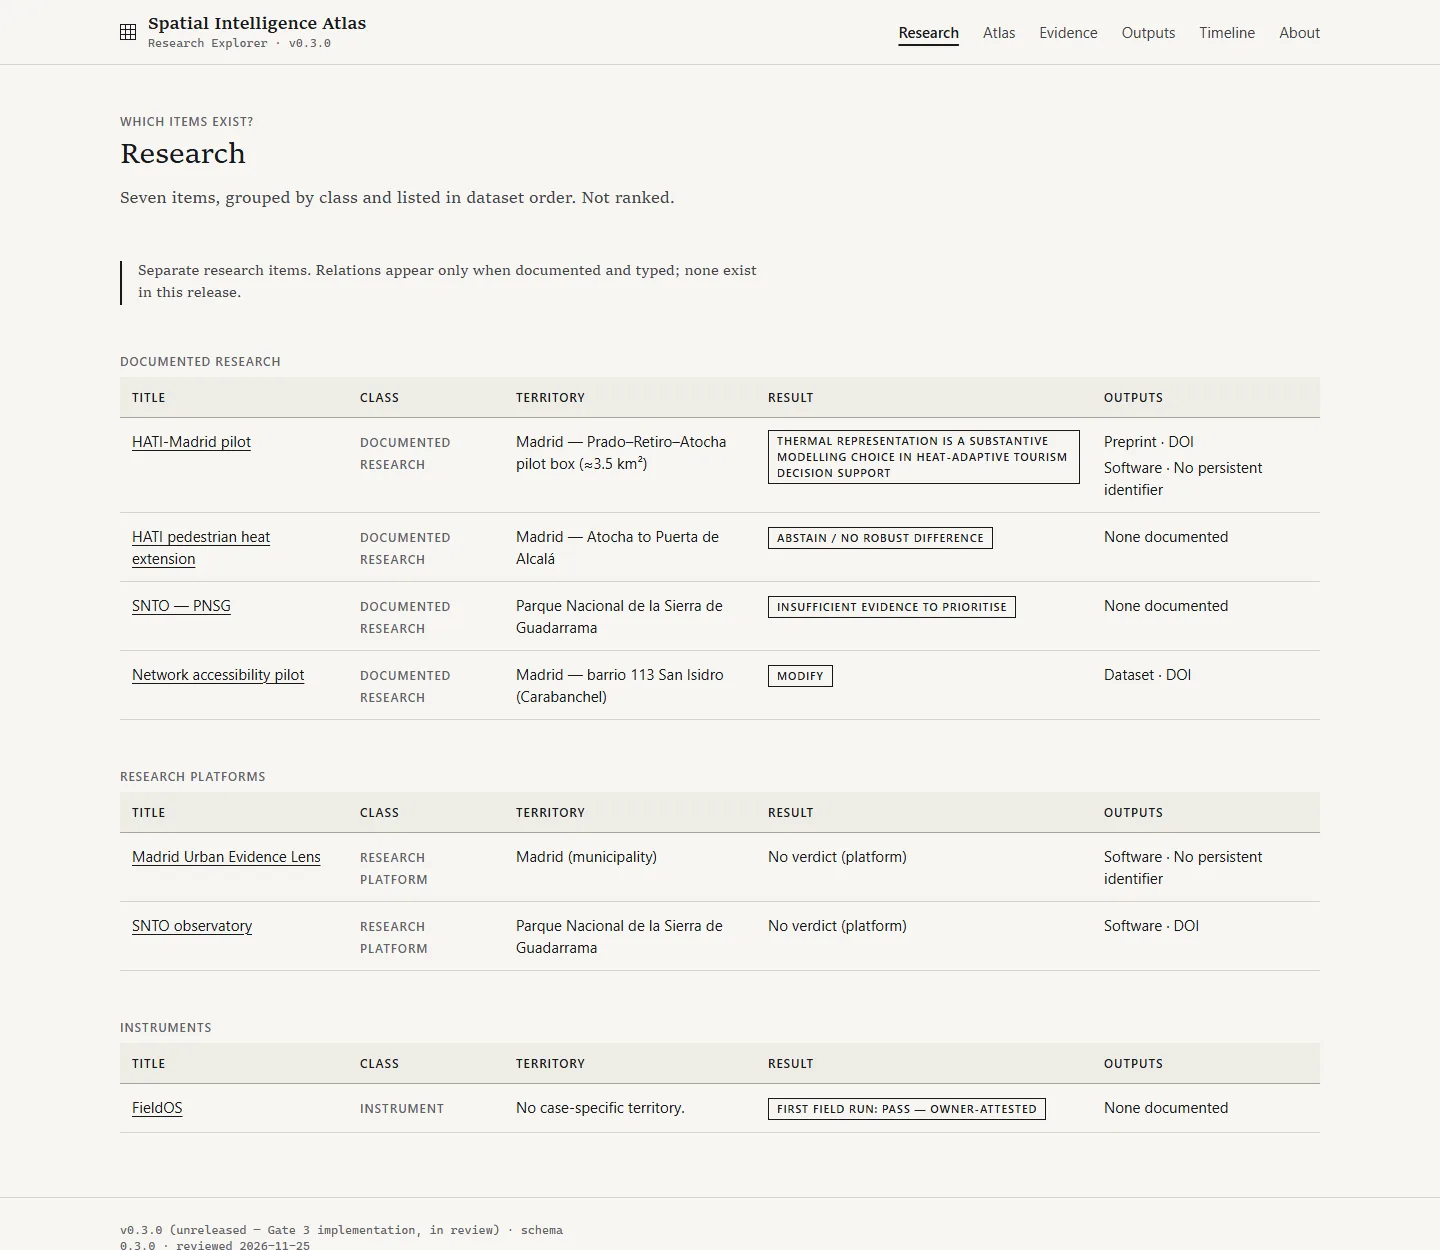 Spatial Intelligence Atlas
Research Explorer · v0.3.0
Research Atlas Evidence Outputs Timeline About
WHICH ITEMS EXIST?
Research
Seven items, grouped by class and listed in dataset order. Not ranked.
Separate research items. Relations appear only when documented and typed; none exist
in this release.
DOCUMENTED RESEARCH
TITLE CLASS TERRITORY RESULT OUTPUTS
HATI-Madrid pilot
DOCUMENTED
RESEARCH
Madrid — Prado–Retiro–Atocha
pilot box (≈3.5 km²)
THERMAL REPRESENTATION IS A SUBSTANTIVE
MODELLING CHOICE IN HEAT-ADAPTIVE TOURISM
DECISION SUPPORT
Preprint · DOI
Software · No persistent
identifier
HATI pedestrian heat
extension
DOCUMENTED
RESEARCH
Madrid — Atocha to Puerta de
Alcalá
ABSTAIN / NO ROBUST DIFFERENCE
None documented
SNTO — PNSG
DOCUMENTED
RESEARCH
Parque Nacional de la Sierra de
Guadarrama
INSUFFICIENT EVIDENCE TO PRIORITISE
None documented
Network accessibility pilot
DOCUMENTED
RESEARCH
Madrid — barrio 113 San Isidro
(Carabanchel)
MODIFY
Dataset · DOI
RESEARCH PLATFORMS
TITLE CLASS TERRITORY RESULT OUTPUTS
Madrid Urban Evidence Lens
RESEARCH
PLATFORM
Madrid (municipality)
No verdict (platform)
Software · No persistent
identifier
SNTO observatory
RESEARCH
PLATFORM
Parque Nacional de la Sierra de
Guadarrama
No verdict (platform)
Software · DOI
INSTRUMENTS
TITLE CLASS TERRITORY RESULT OUTPUTS
FieldOS
INSTRUMENT
No case-specific territory.
FIRST FIELD RUN: PASS — OWNER-ATTESTED
None documented
v0.3.0 (unreleased — Gate 3 implementation, in review) · schema
0.3.0 · reviewed 2026-11-25